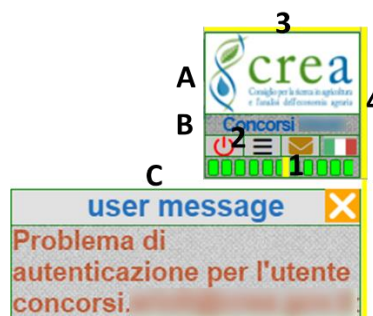 3
A
crea
Consiglio per la ricerca in agricoltura
e l'analisi dell'economia agraria
4
B
Concorsi
2
1
C
user message
Problema di
autenticazione per l'utente
concorsi.